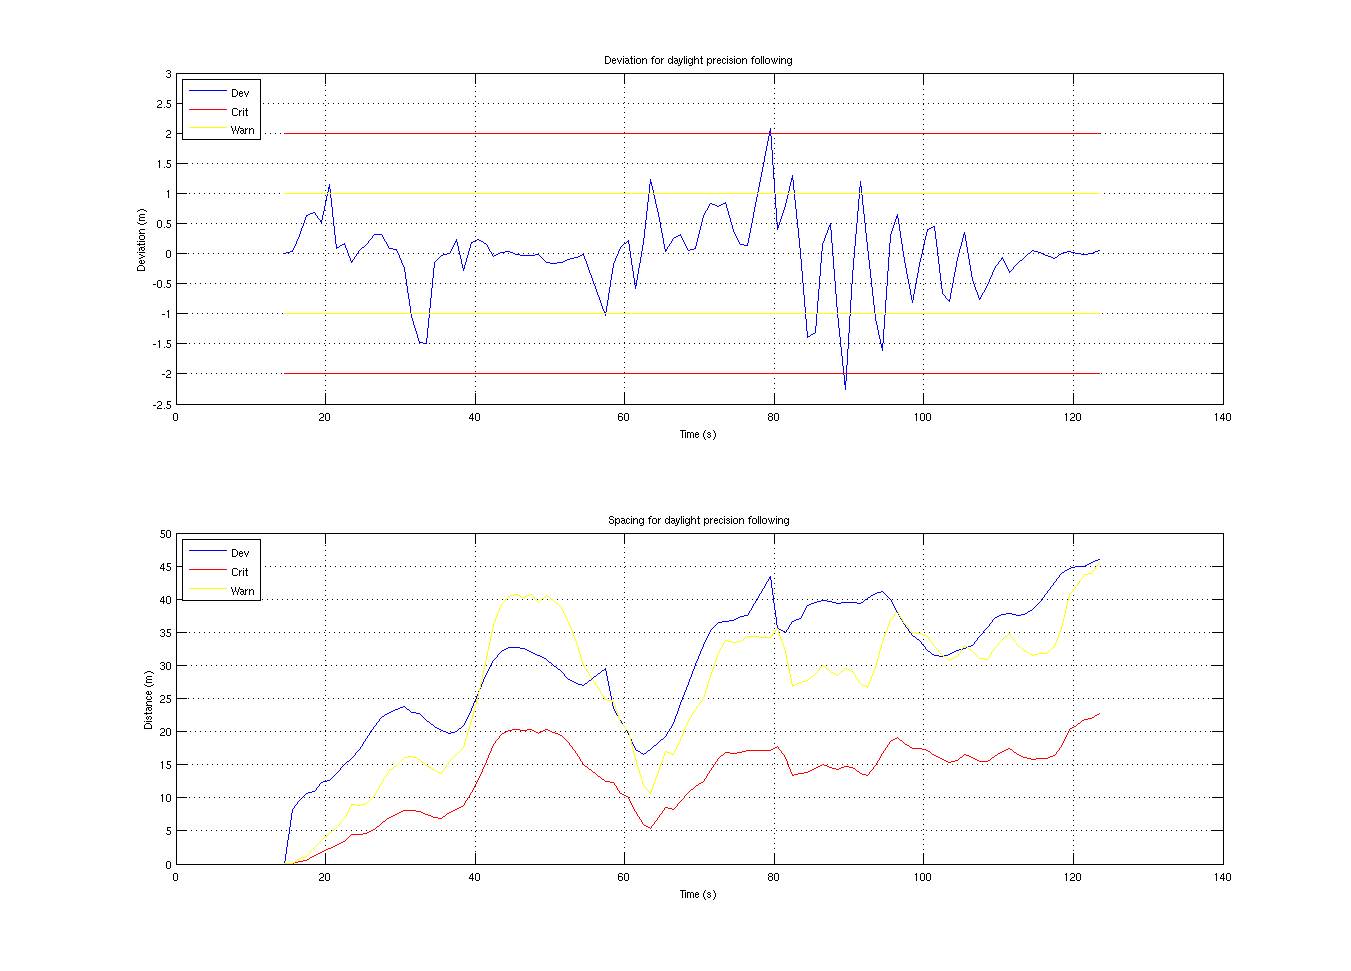 Deviation for daylight precision following
3
2.5
2
1.5
1
0.5
0
-0.5
-1
-1.5
-2
-2.5
Deviation (m)
Dev
Crit
Warn
0 20 40 60 80 100 120 140
Time (s)
Spacing for daylight precision following
50
45
40
35
30
25
20
15
10
5
0
Distance (m)
Dev
Crit
Warn
0 20 40 60 80 100 120 140
Time (s)